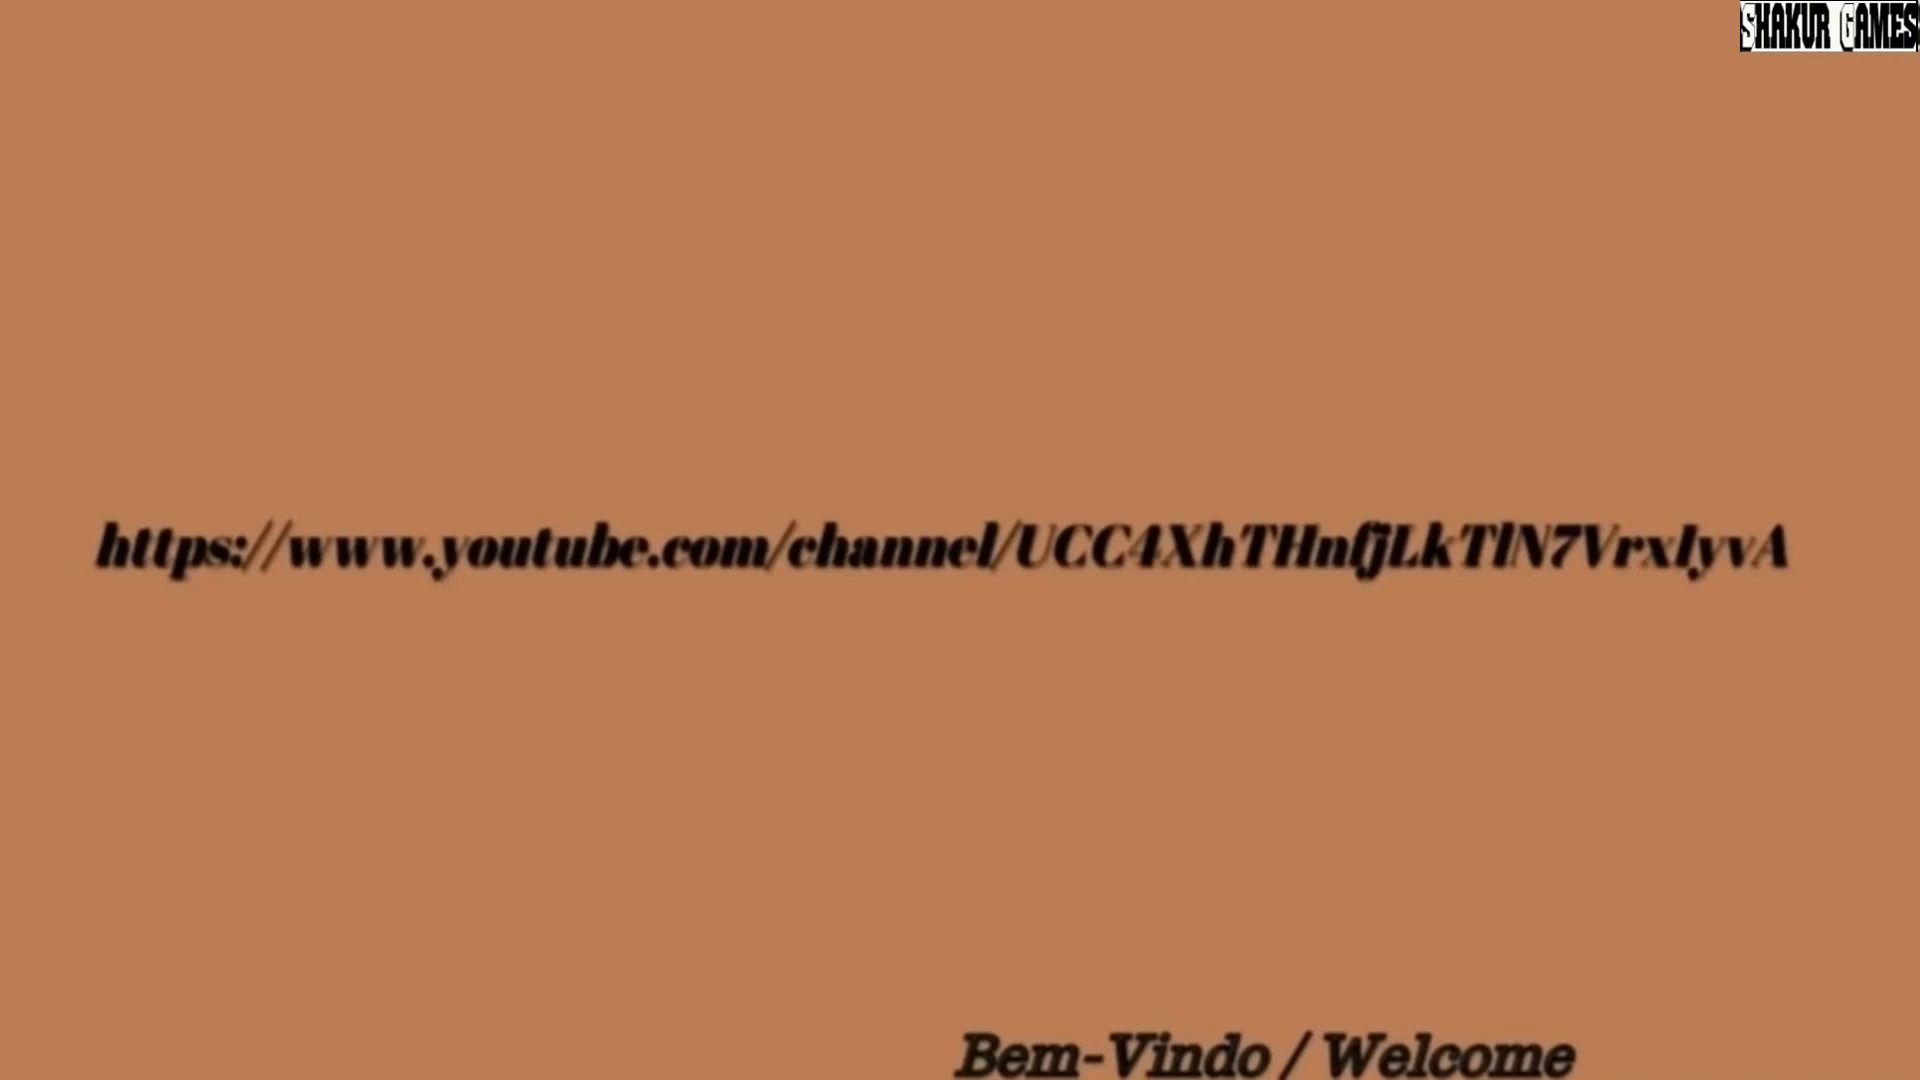 SHAKUR GAMES
https://www.youtube.com/channel/UCC4XhTHnfjLkTlN7VrxIyvA
Bem-Vindo / Welcome